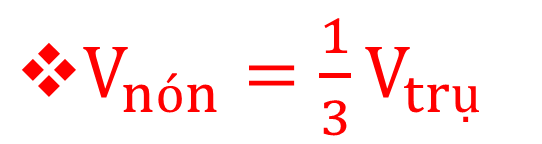 ❖V_nón = 1/3 V_trụ